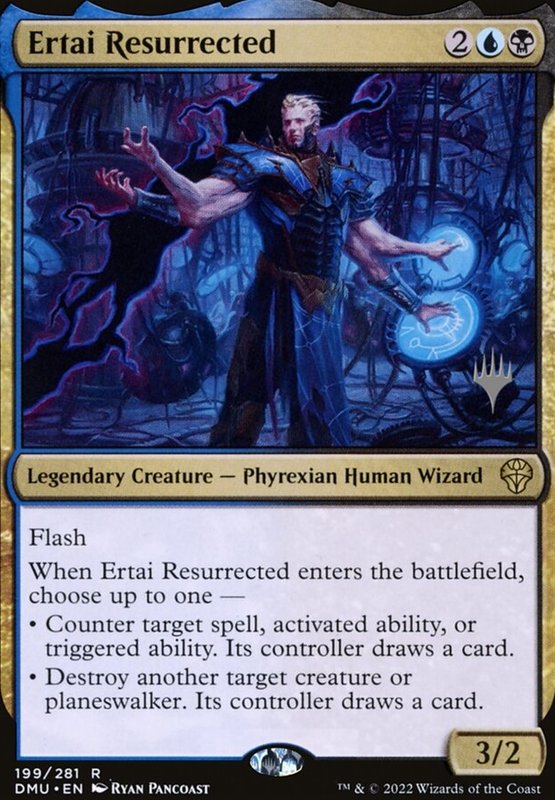 Ertai Resurrected 2
Legendary Creature — Phyrexian Human Wizard
Flash
When Ertai Resurrected enters the battlefield,
choose up to one —
• Counter target spell, activated ability, or
triggered ability. Its controller draws a card.
• Destroy another target creature or
planeswalker. Its controller draws a card.
3/2
199/281 R
DMU • EN Ryan Pancoast
™ & © 2022 Wizards of the Coast